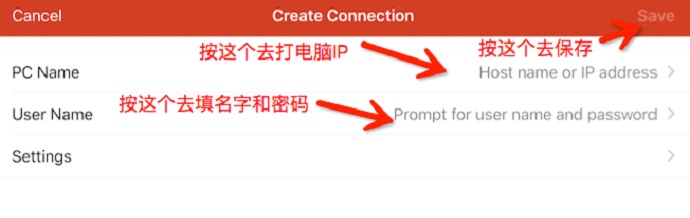 Cancel Create Connection Save
按这个去打电脑IP 按这个去保存
PC Name Host name or IP address
按这个去填名字和密码
User Name Prompt for user name and password
Settings